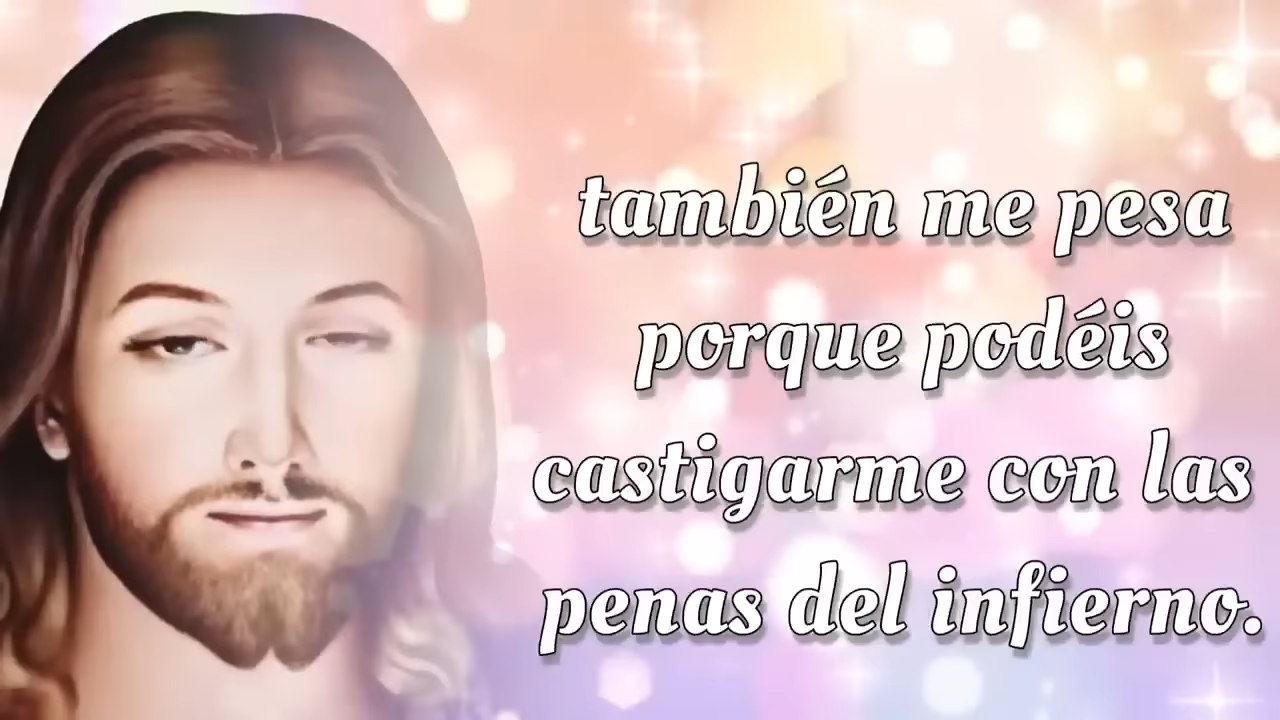 también me pesa
porque podéis
castigarme con las
penas del infierno.